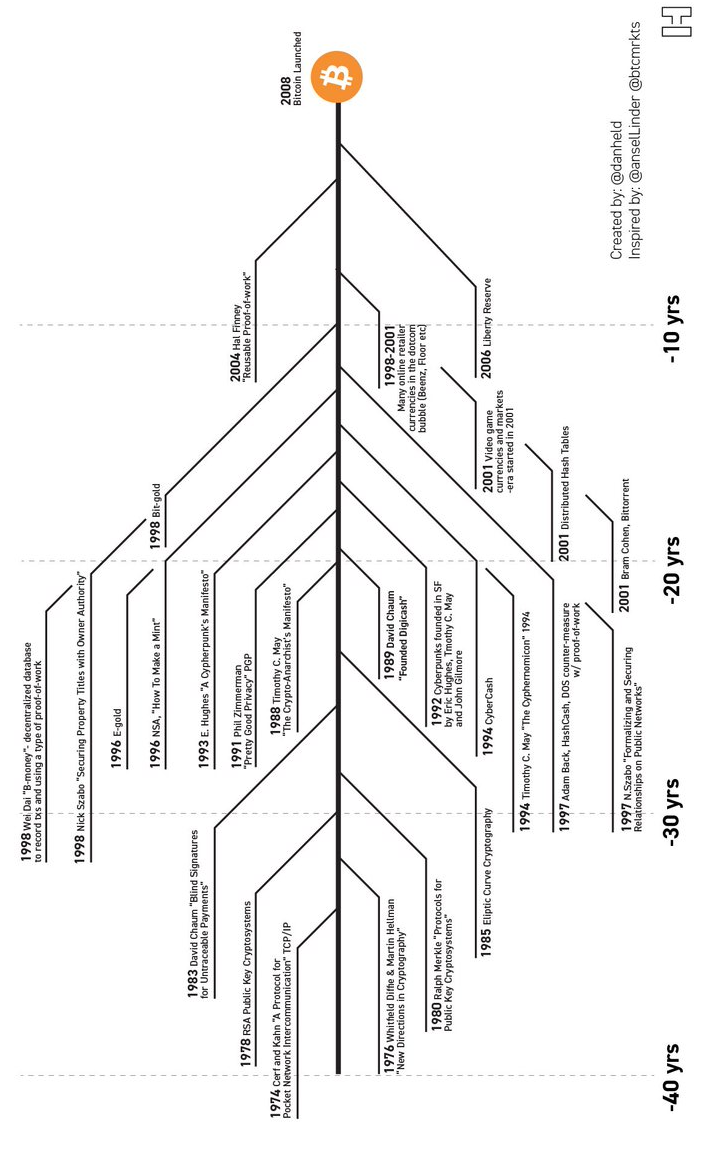 1998 Wei Dai "B-money"- decentralized database
to record txs and using a type of proof-of-work
1998 Nick Szabo "Securing Property Titles with Owner Authority"
1996 E-gold
1998 Bit-gold
1996 NSA, "How To Make a Mint"
1983 David Chaum "Blind Signatures
for Untraceable Payments"
1993 E. Hughes "A Cypherpunk's Manifesto"
1978 RSA Public Key Cryptosystems
1991 Phil Zimmerman
"Pretty Good Privacy" PGP
2004 Hal Finney
"Reusable Proof-of-work"
1974 Cerf and Kahn "A Protocol for
Pocket Network Intercommunication" TCP/IP
1988 Timothy C. May
"The Crypto-Anarchist's Manifesto"
2008
Bitcoin Launched
1976 Whitfield Diffie & Martin Hellman
"New Directions in Cryptography"
1989 David Chaum
"Founded Digicash"
1998-2001
Many online retailer
currencies in the dotcom
bubble (Beenz, Floor etc)
1980 Ralph Merkle "Protocols for
Public Key Cryptosystems"
1992 Cyberpunks founded in SF
by Eric Hughes, Tmothy C. May
and John Gilmore
1985 Eliptic Curve Cryptography
1994 CyberCash
2001 Video game
currencies and markets
-era started in 2001
2006 Liberty Reserve
1994 Timothy C. May "The Cyphernomicon" 1994
1997 Adam Back, HashCash, DOS counter-measure
w/ proof-of-work
2001 Distributed Hash Tables
1997 N.Szabo "Formalizing and Securing
Relationships on Public Networks"
2001 Bram Cohen, Bittorrent
Created by: @danheld
Inspired by: @anselLinder @btcmrkts
-40 yrs
-30 yrs
-20 yrs
-10 yrs